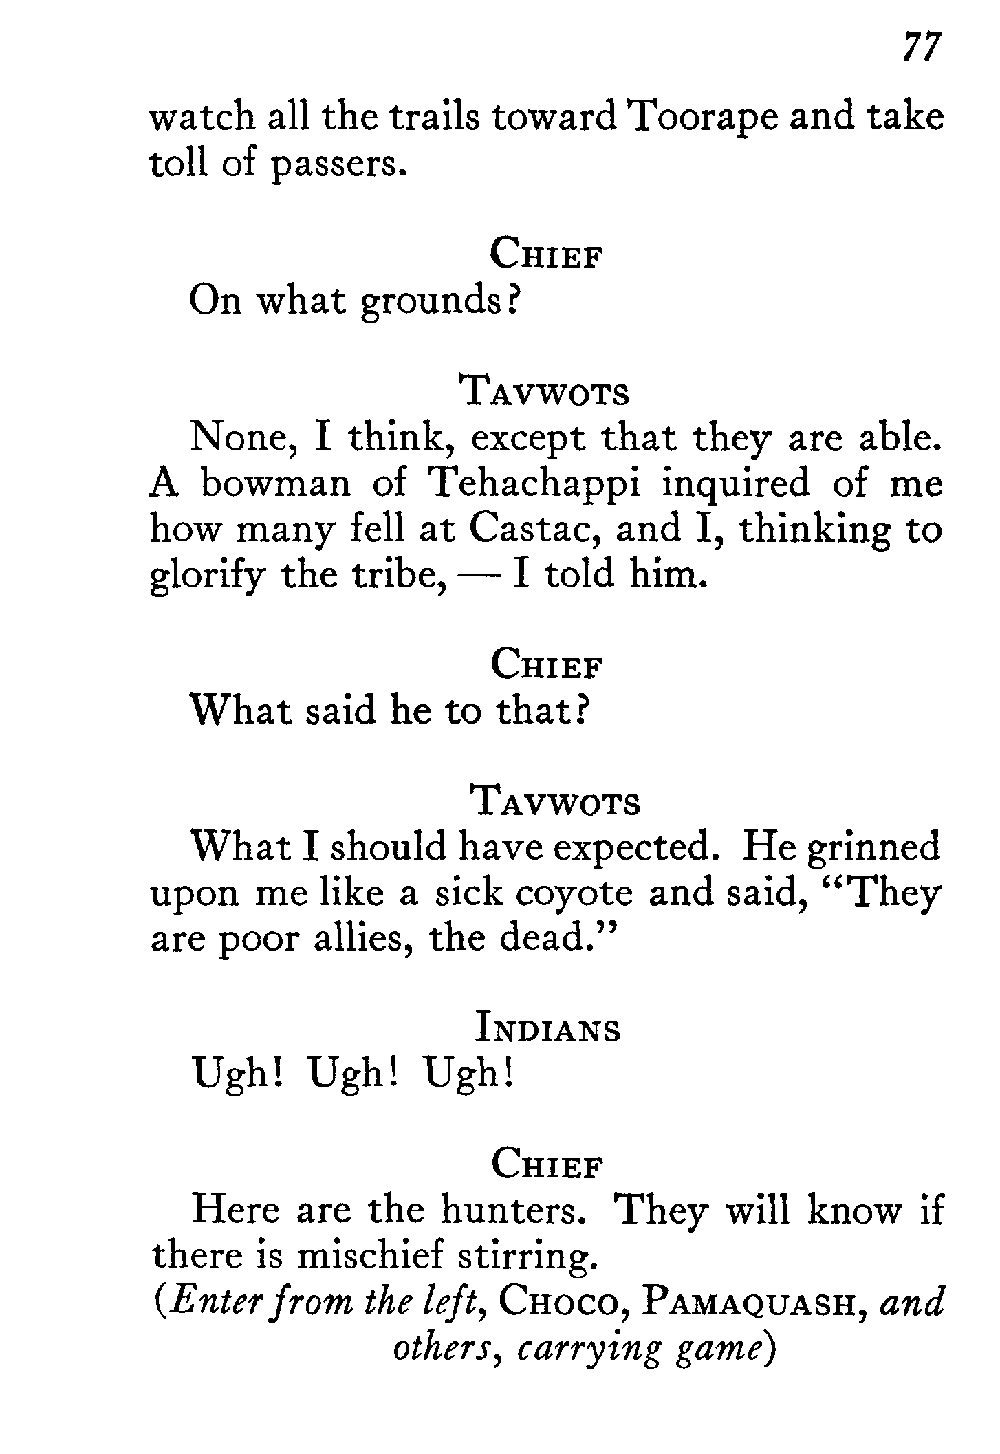 77
watch all the trails toward Toorape and take
toll of passers.
Chief
On what grounds?
Tavwots
None, I think, except that they are able.
A bowman of Tehachappi inquired of me
how many fell at Castac, and I, thinking to
glorify the tribe, — I told him.
Chief
What said he to that?
Tavwots
What I should have expected. He grinned
upon me like a sick coyote and said, “They
are poor allies, the dead.”
Indians
Ugh! Ugh! Ugh!
Chief
Here are the hunters. They will know if
there is mischief stirring.
(Enter from the left, Choco, Pamaquash, and
others, carrying game)